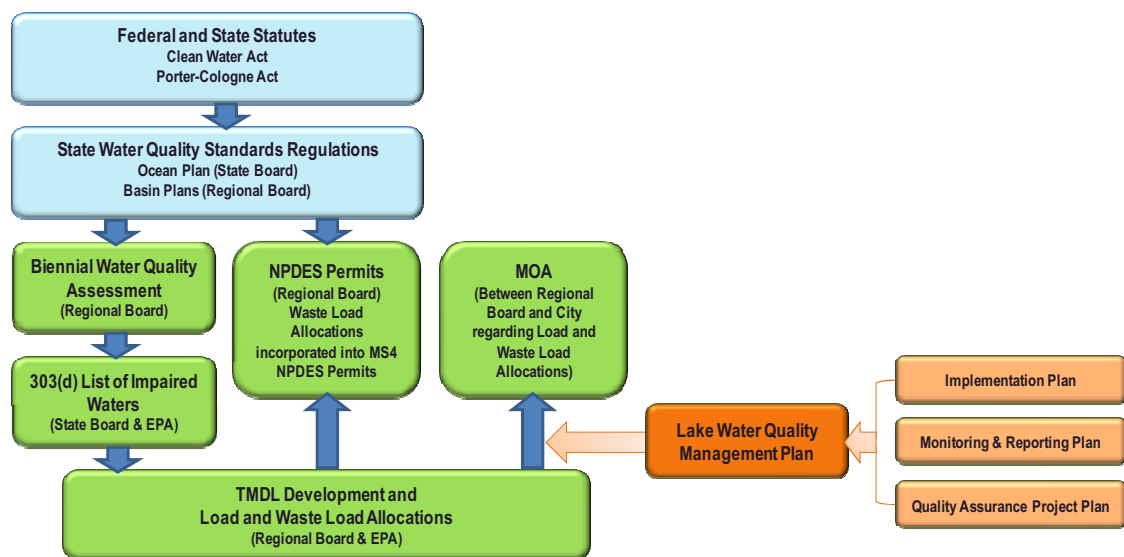 Federal and State Statutes
Clean Water Act
Porter-Cologne Act
State Water Quality Standards Regulations
Ocean Plan (State Board)
Basin Plans (Regional Board)
Biennial Water Quality
Assessment
(Regional Board)
NPDES Permits
(Regional Board)
Waste Load
Allocations
incorporated into MS4
NPDES Permits
MOA
(Between Regional
Board and City
regarding Load and
Waste Load
Allocations)
303(d) List of Impaired
Waters
(State Board & EPA)
TMDL Development and
Load and Waste Load Allocations
(Regional Board & EPA)
Lake Water Quality
Management Plan
Implementation Plan
Monitoring & Reporting Plan
Quality Assurance Project Plan